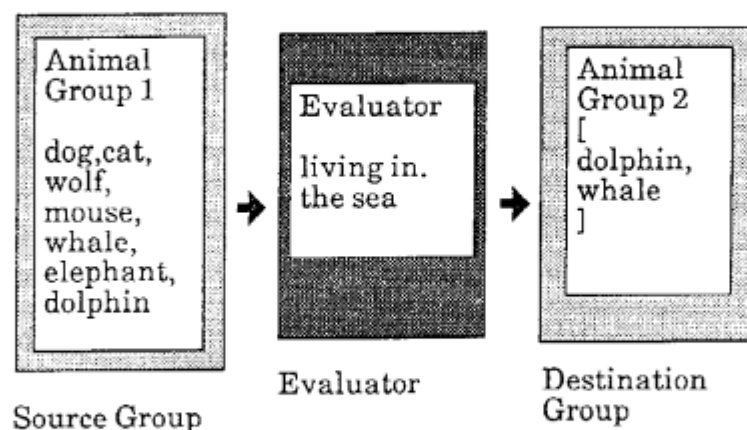 Animal
Group 1
dog,cat,
wolf,
mouse,
whale,
elephant,
dolphin
Source Group
Evaluator
living in.
the sea
Evaluator
Animal
Group 2
[
dolphin,
whale
]
Destination
Group